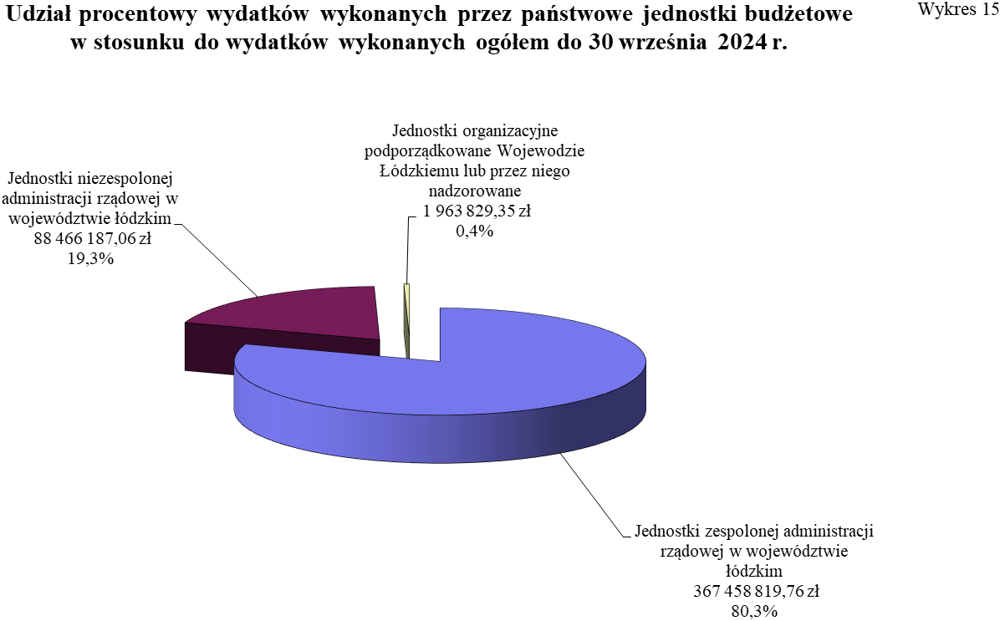 Udział procentowy wydatków wykonanych przez państwowe jednostki budżetowe
w stosunku do wydatków wykonanych ogółem do 30 września 2024 r.
Wykres 15
Jednostki organizacyjne
podporządkowane Wojewodzie
Łódzkiemu lub przez niego
nadzorowane
1 963 829,35 zł
0,4%
Jednostki niezespolonej
administracji rządowej w
województwie łódzkim
88 466 187,06 zł
19,3%
Jednostki zespolonej administracji
rządowej w województwie
łódzkim
367 458 819,76 zł
80,3%